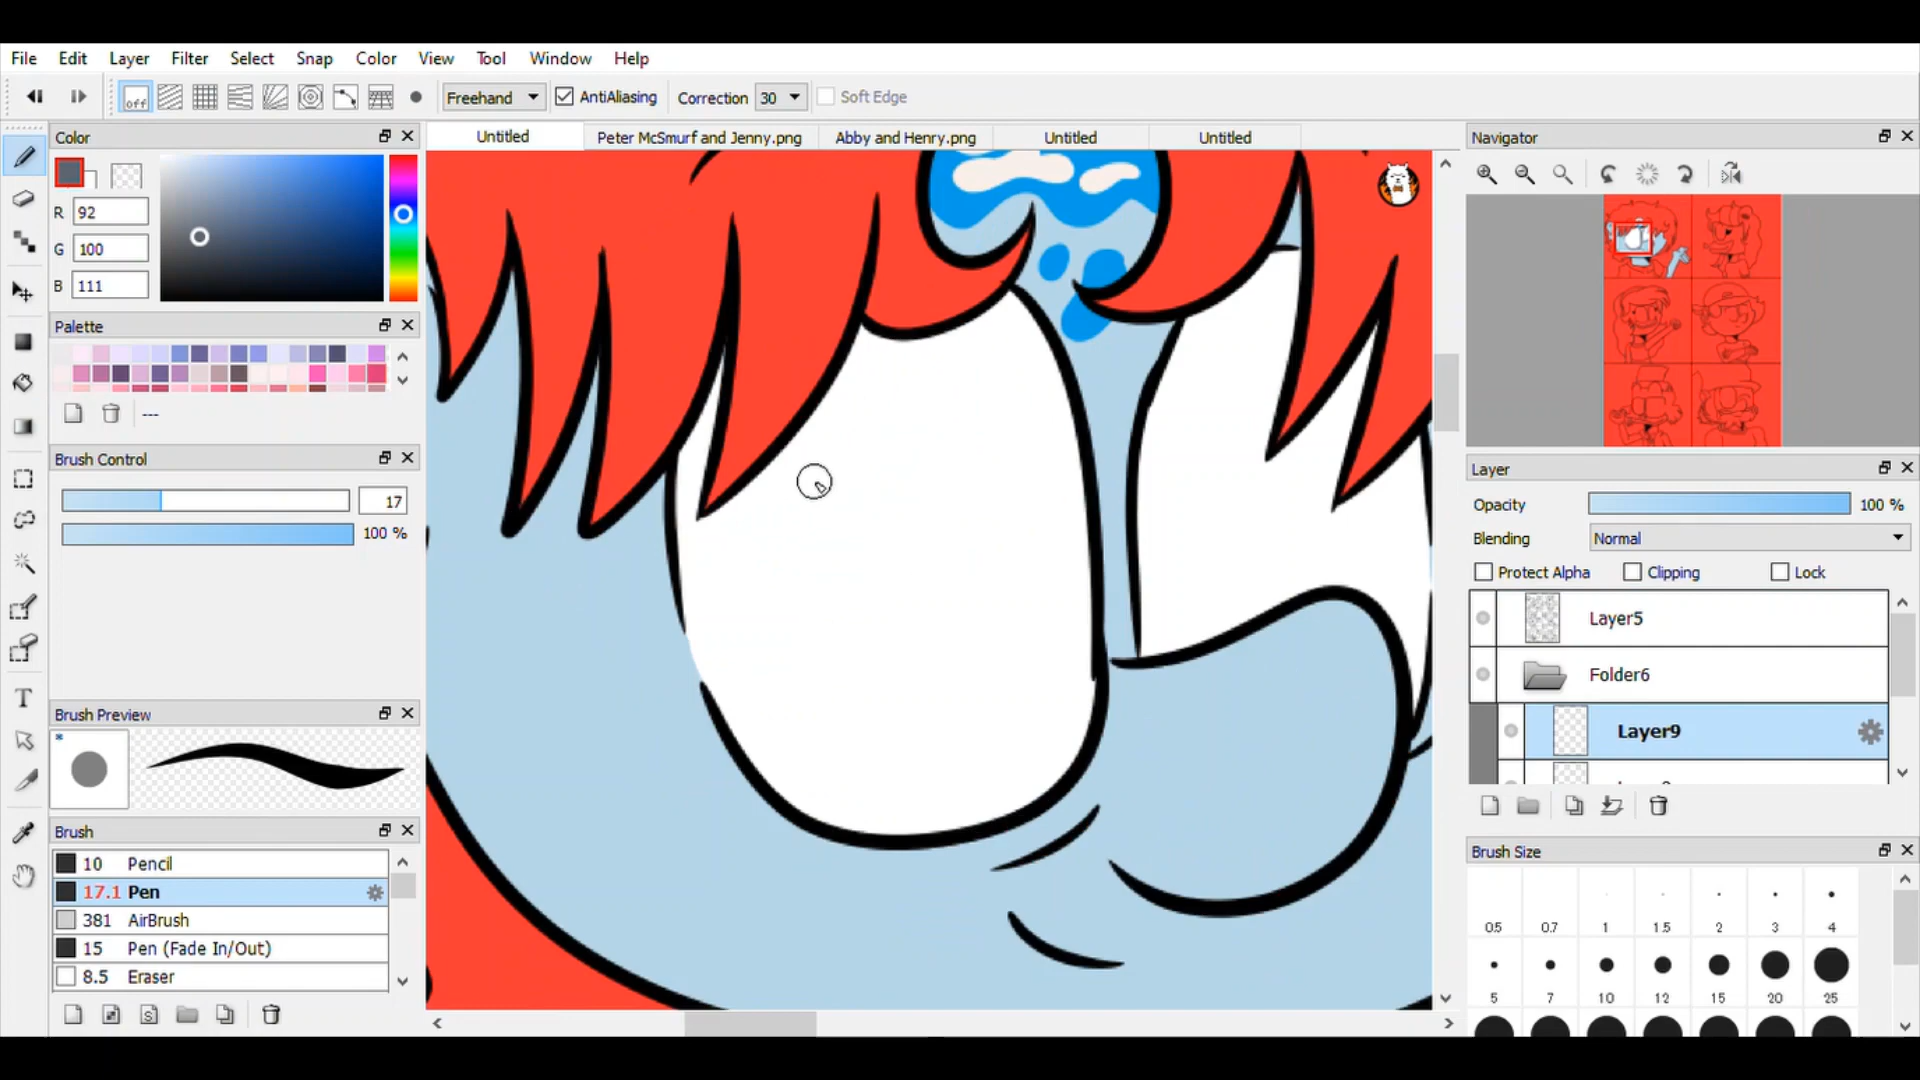 File Edit Layer Filter Select Snap Color View Tool Window Help
off Freehand AntiAliasing Correction 30 Soft Edge
Color
R 92
G 100
B 111
Palette
---
Brush Control
17
100 %
Brush Preview
*
Brush
10 Pencil
17.1 Pen
381 AirBrush
15 Pen (Fade In/Out)
8.5 Eraser
T
Untitled Peter McSmurf and Jenny.png Abby and Henry.png Untitled Untitled
Navigator
Layer
Opacity 100 %
Blending Normal
Protect Alpha Clipping Lock
Layer5
Folder6
Layer9
Brush Size
0.5 0.7 1 1.5 2 3 4
5 7 10 12 15 20 25